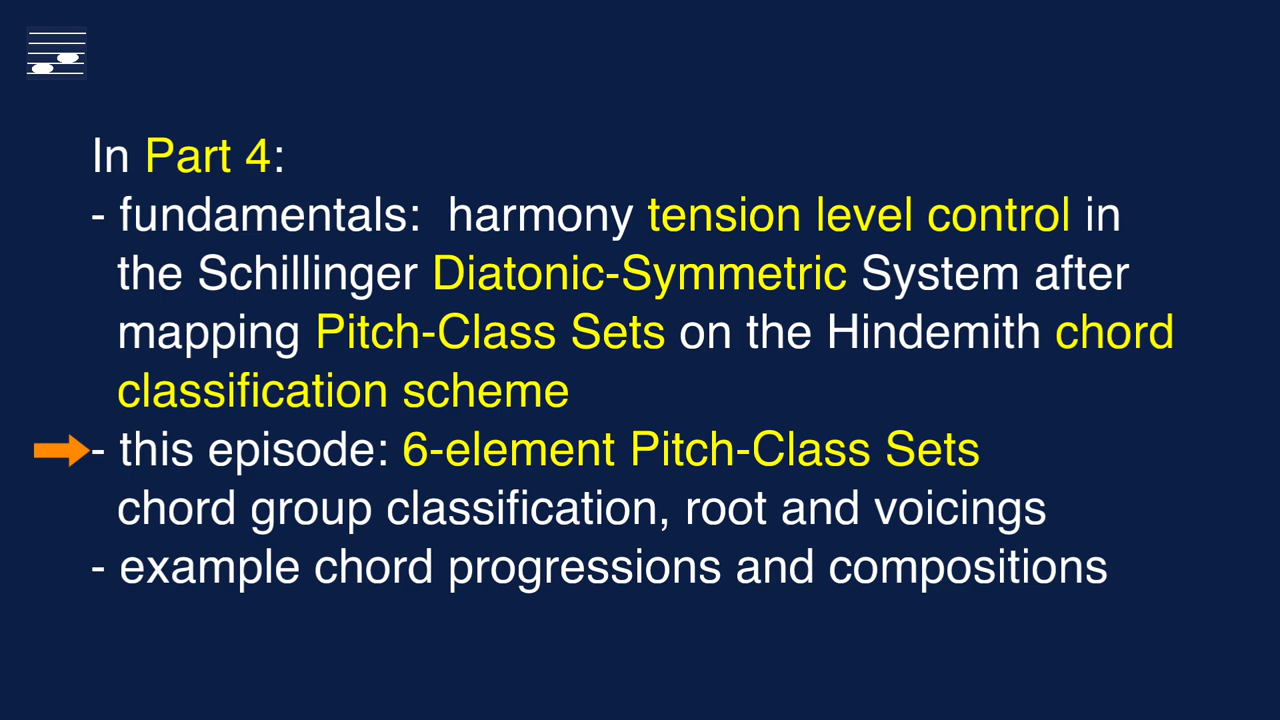 In Part 4:
- fundamentals: harmony tension level control in
the Schillinger Diatonic-Symmetric System after
mapping Pitch-Class Sets on the Hindemith chord
classification scheme
- this episode: 6-element Pitch-Class Sets
chord group classification, root and voicings
- example chord progressions and compositions